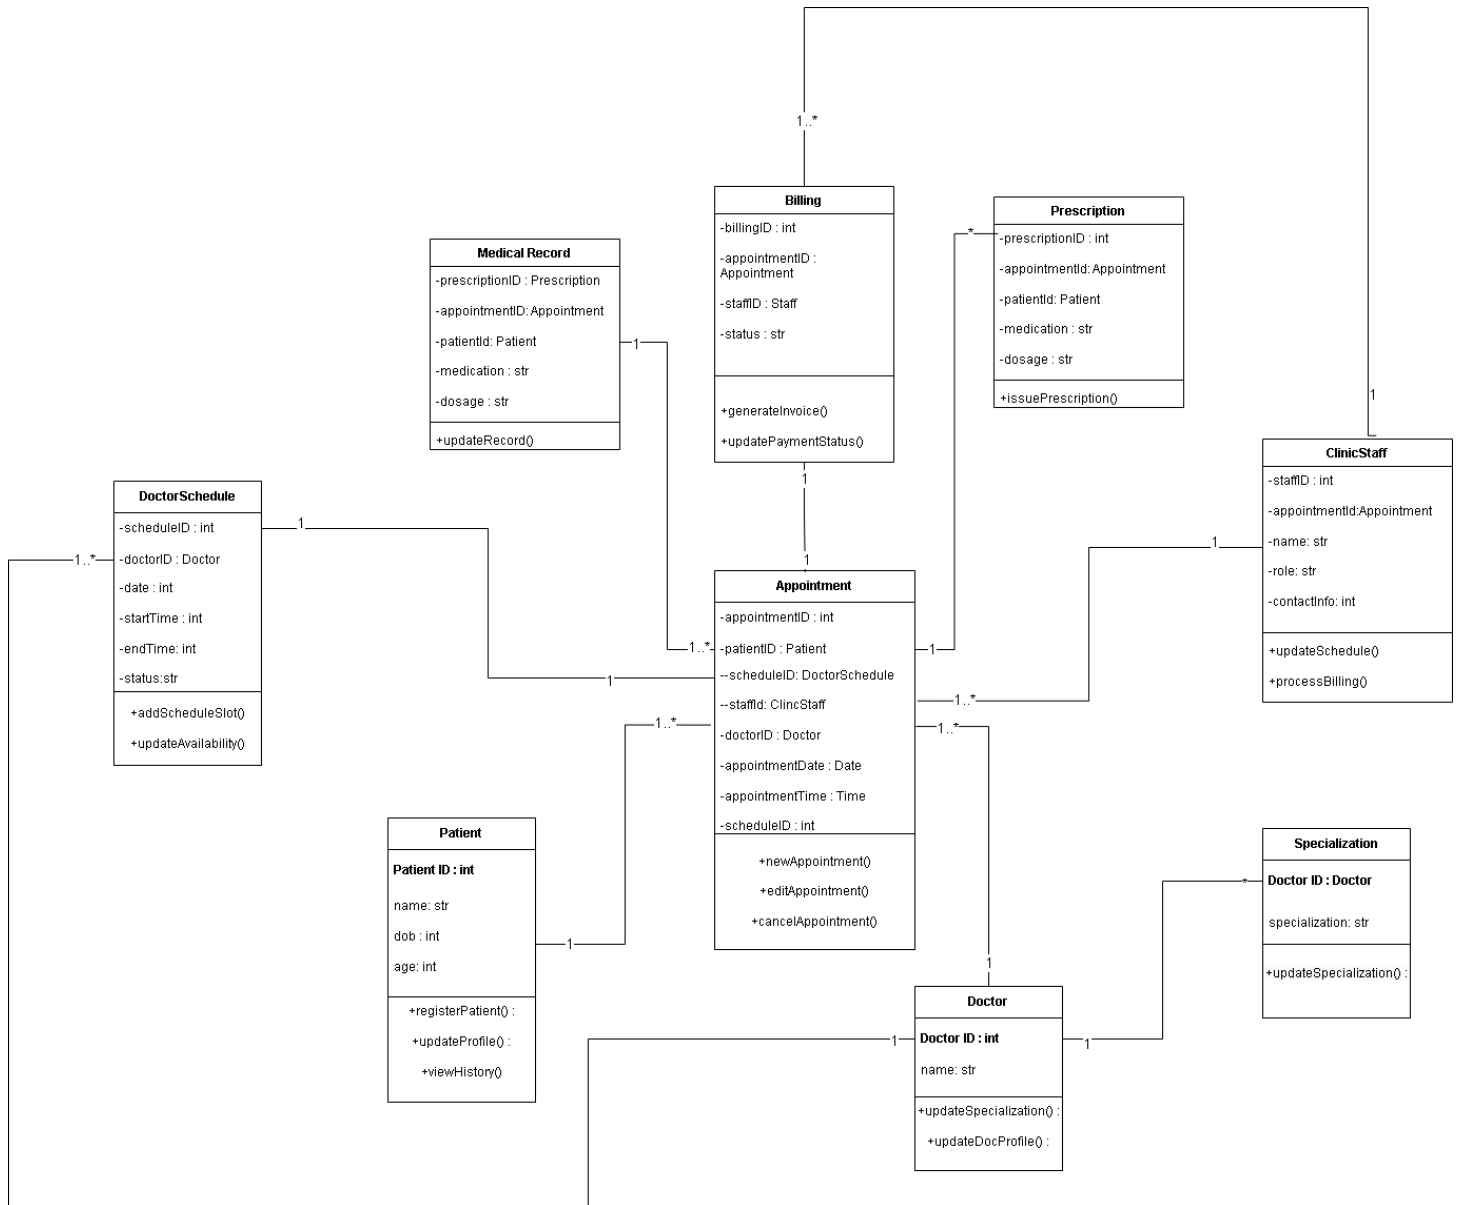 1..*
1
Billing
-billingID : int
-appointmentID :
Appointment
-staffID : Staff
-status : str
+generateInvoice()
+updatePaymentStatus()
1
1
Prescription
-prescriptionID : int
-appointmentId: Appointment
-patientId: Patient
-medication : str
-dosage : str
+issuePrescription()
*
1
Medical Record
-prescriptionID : Prescription
-appointmentID: Appointment
-patientId: Patient
-medication : str
-dosage : str
+updateRecord()
1
1..*
ClinicStaff
-staffID : int
-appointmentId:Appointment
-name: str
-role: str
-contactInfo: int
+updateSchedule()
+processBilling()
1
1..*
DoctorSchedule
-scheduleID : int
-doctorID : Doctor
-date : int
-startTime : int
-endTime: int
-status:str
+addScheduleSlot()
+updateAvailability()
1
1
1..*
Appointment
-appointmentID : int
-patientID : Patient
--scheduleID: DoctorSchedule
--staffId: ClincStaff
-doctorID : Doctor
-appointmentDate : Date
-appointmentTime : Time
-scheduleID : int
+newAppointment()
+editAppointment()
+cancelAppointment()
1..*
1..*
Patient
Patient ID : int
name: str
dob : int
age: int
+registerPatient() :
+updateProfile() :
+viewHistory()
1
Specialization
Doctor ID : Doctor
specialization: str
+updateSpecialization() :
*
1
Doctor
Doctor ID : int
name: str
+updateSpecialization() :
+updateDocProfile() :
1
1